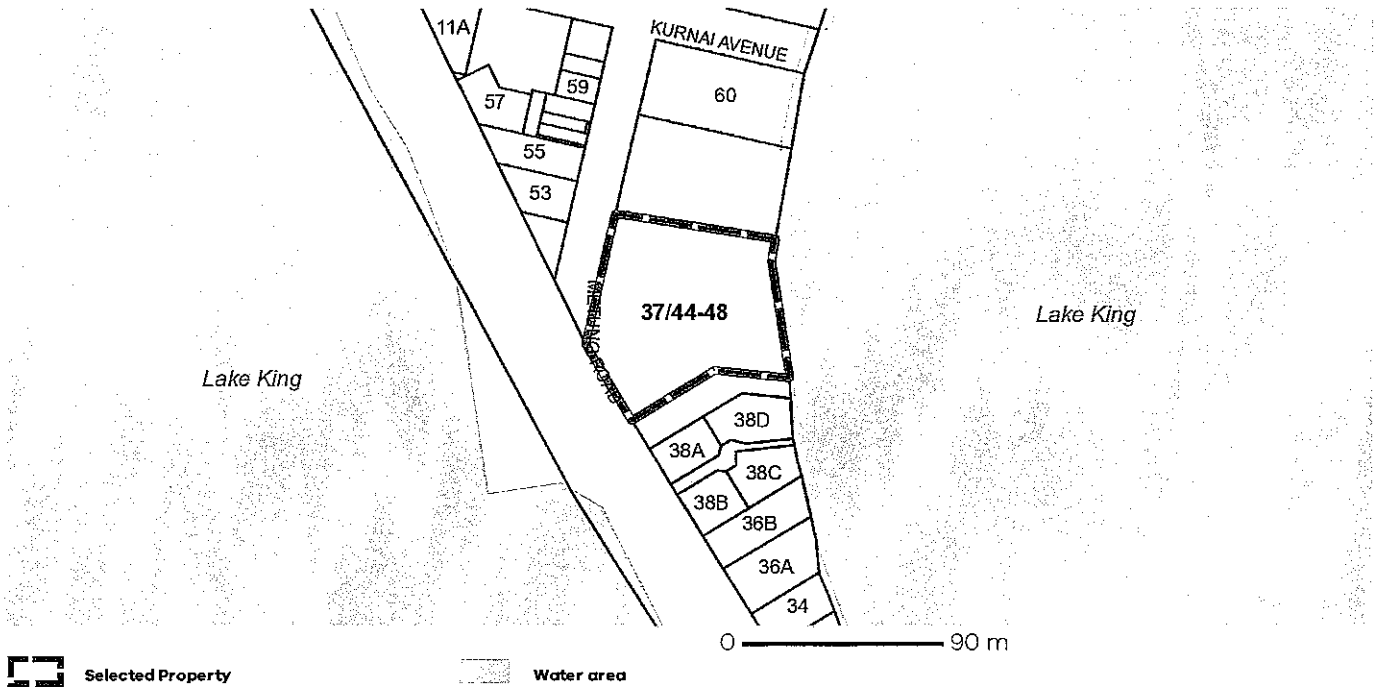 11A
KURNAI AVENUE
59
60
57
55
53
37/44-48
Lake King
Lake King
38D
38A
38C
38B
36B
36A
34
0 90 m
Selected Property
Water area